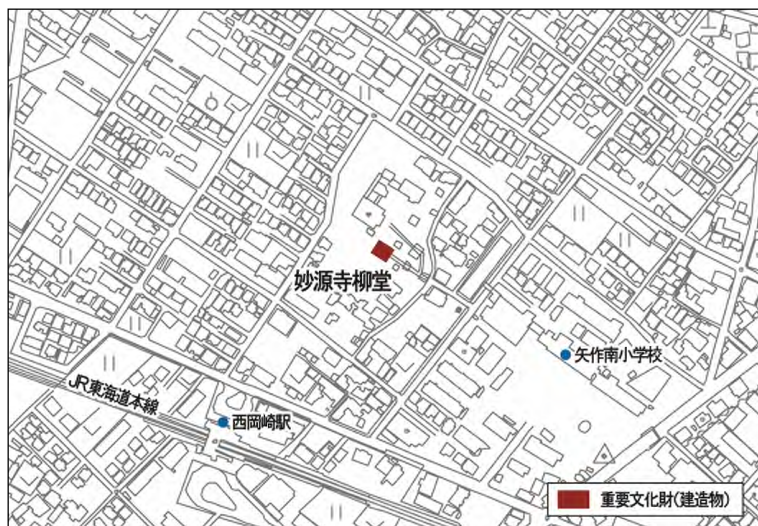 妙源寺柳堂
矢作南小学校
JR東海道本線
西岡崎駅
重要文化財(建造物)